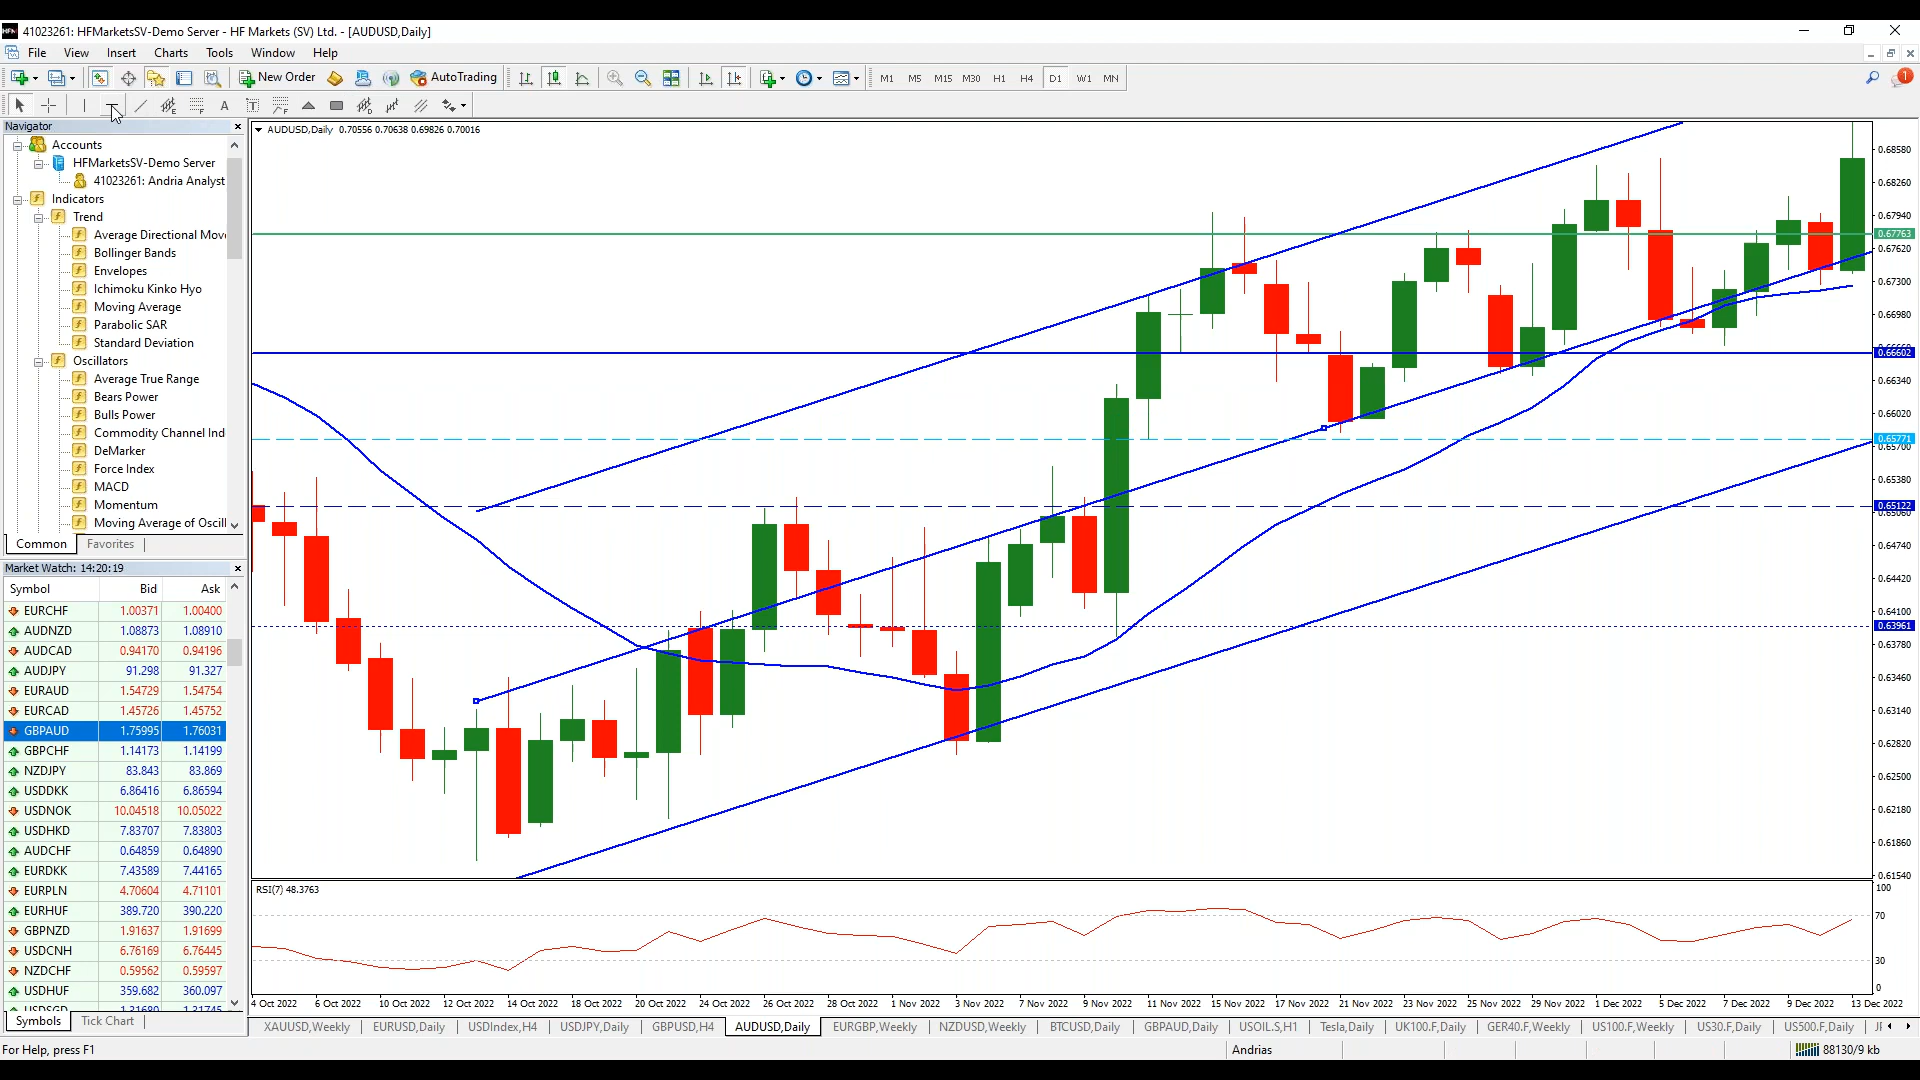 HFM 41023261: HFMarketsSV-Demo Server - HF Markets (SV) Ltd. - [AUDUSD,Daily]
File View Insert Charts Tools Window Help
New Order AutoTrading M1 M5 M15 M30 H1 H4 D1 W1 MN 1
A T
Navigator
Accounts
HFMarketsSV-Demo Server
41023261: Andria Analyst
Indicators
Trend
Average Directional Mov
Bollinger Bands
Envelopes
Ichimoku Kinko Hyo
Moving Average
Parabolic SAR
Standard Deviation
Oscillators
Average True Range
Bears Power
Bulls Power
Commodity Channel Ind
DeMarker
Force Index
MACD
Momentum
Moving Average of Oscill
Common Favorites
Market Watch: 14:20:19
Symbol Bid Ask
EURCHF 1.00371 1.00400
AUDNZD 1.08873 1.08910
AUDCAD 0.94170 0.94196
AUDJPY 91.298 91.327
EURAUD 1.54729 1.54754
EURCAD 1.45726 1.45752
GBPAUD 1.75995 1.76031
GBPCHF 1.14173 1.14199
NZDJPY 83.843 83.869
USDDKK 6.86416 6.86594
USDNOK 10.04518 10.05022
USDHKD 7.83707 7.83803
AUDCHF 0.64859 0.64890
EURDKK 7.43589 7.44165
EURPLN 4.70604 4.71101
EURHUF 389.720 390.220
GBPNZD 1.91637 1.91699
USDCNH 6.76169 6.76445
NZDCHF 0.59562 0.59597
USDHUF 359.682 360.097
Symbols Tick Chart
AUDUSD,Daily 0.70556 0.70638 0.69826 0.70016
0.68580
0.68260
0.67940
0.67763
0.67620
0.67300
0.66980
0.66602
0.66340
0.66020
0.65771
0.65700
0.65380
0.65122
0.65060
0.64740
0.64420
0.64100
0.63961
0.63780
0.63460
0.63140
0.62820
0.62500
0.62180
0.61860
0.61540
RSI(7) 48.3763
100
70
30
0
4 Oct 2022 6 Oct 2022 10 Oct 2022 12 Oct 2022 14 Oct 2022 18 Oct 2022 20 Oct 2022 24 Oct 2022 26 Oct 2022 28 Oct 2022 1 Nov 2022 3 Nov 2022 7 Nov 2022 9 Nov 2022 11 Nov 2022 15 Nov 2022 17 Nov 2022 21 Nov 2022 23 Nov 2022 25 Nov 2022 29 Nov 2022 1 Dec 2022 5 Dec 2022 7 Dec 2022 9 Dec 2022 13 Dec 2022
XAUUSD,Weekly EURUSD,Daily USDIndex,H4 USDJPY,Daily GBPUSD,H4 AUDUSD,Daily EURGBP,Weekly NZDUSD,Weekly BTCUSD,Daily GBPAUD,Daily USOIL.S,H1 Tesla,Daily UK100.F,Daily GER40.F,Weekly US100.F,Weekly US30.F,Daily US500.F,Daily
For Help, press F1 Andrias 88130/9 kb